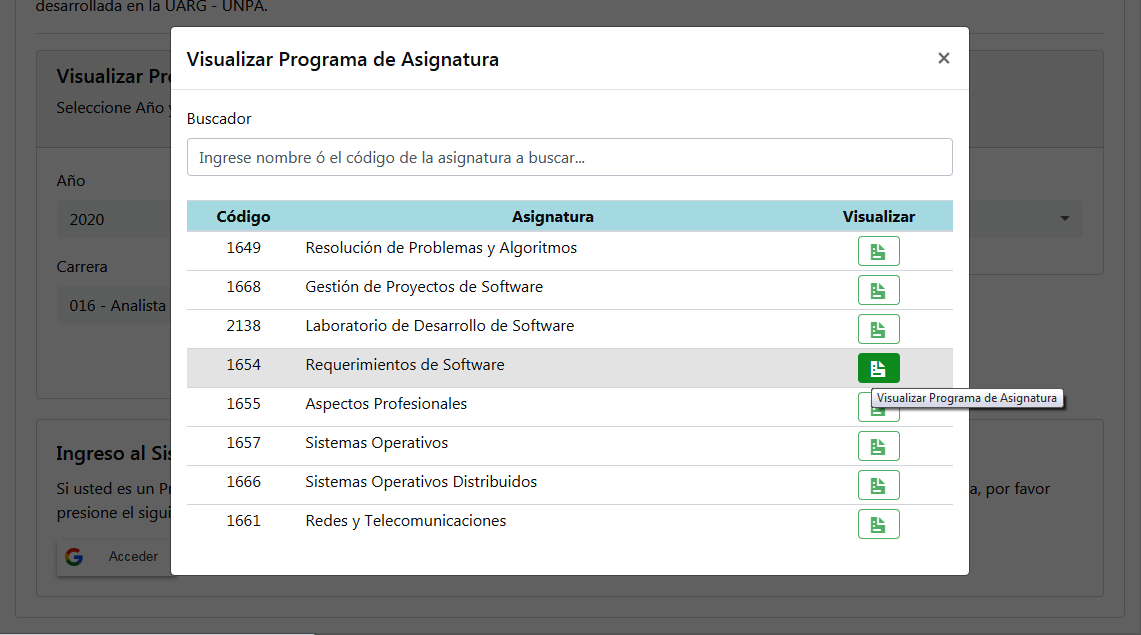 desarrollada en la UARG - UNPA.
Visualizar Programa de Asignatura
×
Buscador
Ingrese nombre ó el código de la asignatura a buscar...
Código Asignatura Visualizar
1649 Resolución de Problemas y Algoritmos
1668 Gestión de Proyectos de Software
2138 Laboratorio de Desarrollo de Software
1654 Requerimientos de Software
Visualizar Programa de Asignatura
1655 Aspectos Profesionales
1657 Sistemas Operativos
1666 Sistemas Operativos Distribuidos
1661 Redes y Telecomunicaciones
Visualizar
Seleccione Año
Año
2020
Carrera
016 - Analista
Ingreso al
Si usted es un
a, por favor
presione el
Acceder